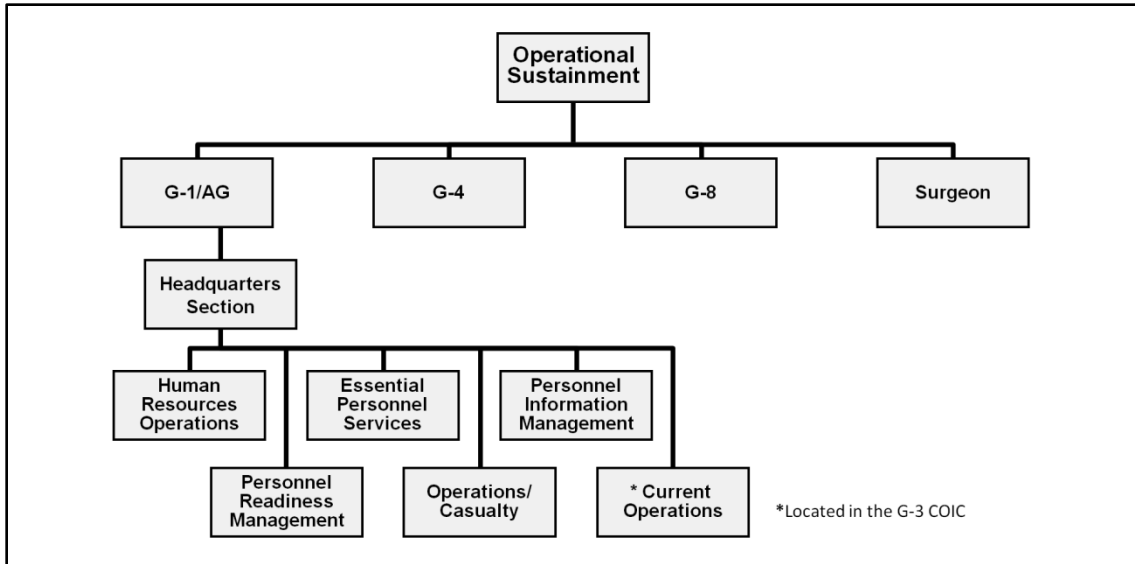 Operational
Sustainment
G-1/AG
G-4
G-8
Surgeon
Headquarters
Section
Human
Resources
Operations
Essential
Personnel
Services
Personnel
Information
Management
Personnel
Readiness
Management
Operations/
Casualty
* Current
Operations
*Located in the G-3 COIC